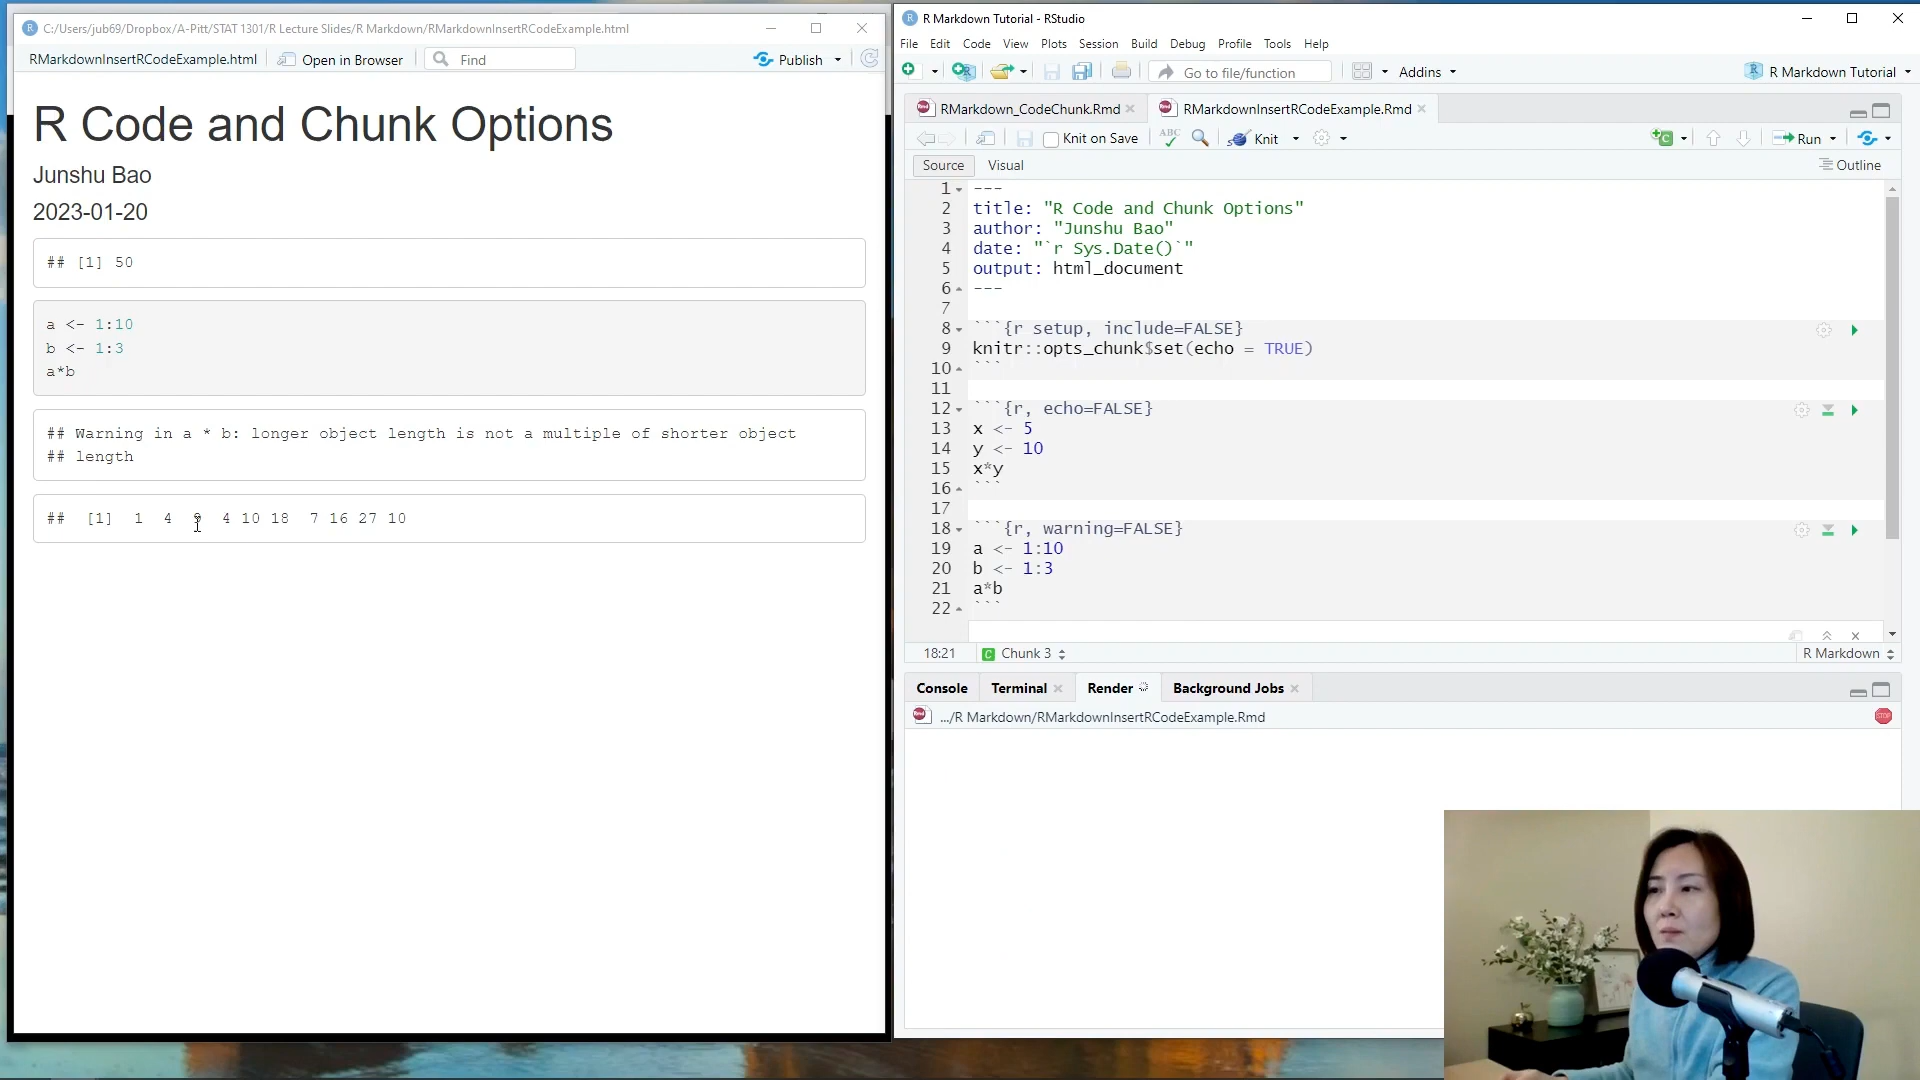 C:/Users/jub69/Dropbox/A-Pitt/STAT 1301/R Lecture Slides/R Markdown/RMarkdownInsertRCodeExample.html
RMarkdownInsertRCodeExample.html Open in Browser Find Publish
R Code and Chunk Options
Junshu Bao
2023-01-20
## [1] 50
a <- 1:10
b <- 1:3
a*b
## Warning in a * b: longer object length is not a multiple of shorter object
## length
## [1] 1 4 9 4 10 18 7 16 27 10
R Markdown Tutorial - RStudio
File Edit Code View Plots Session Build Debug Profile Tools Help
Go to file/function Addins R Markdown Tutorial
RMarkdown_CodeChunk.Rmd RMarkdownInsertRCodeExample.Rmd
Knit on Save ABC Knit Run
Source Visual Outline
1 ---
2 title: "R Code and Chunk Options"
3 author: "Junshu Bao"
4 date: "`r Sys.Date()`"
5 output: html_document
6 ---
7
8 ```{r setup, include=FALSE}
9 knitr::opts_chunk$set(echo = TRUE)
10 ```
11
12 ```{r, echo=FALSE}
13 x <- 5
14 y <- 10
15 x*y
16 ```
17
18 ```{r, warning=FALSE}
19 a <- 1:10
20 b <- 1:3
21 a*b
22 ```
18:21 Chunk 3 R Markdown
Console Terminal Render Background Jobs
.../R Markdown/RMarkdownInsertRCodeExample.Rmd
STOP